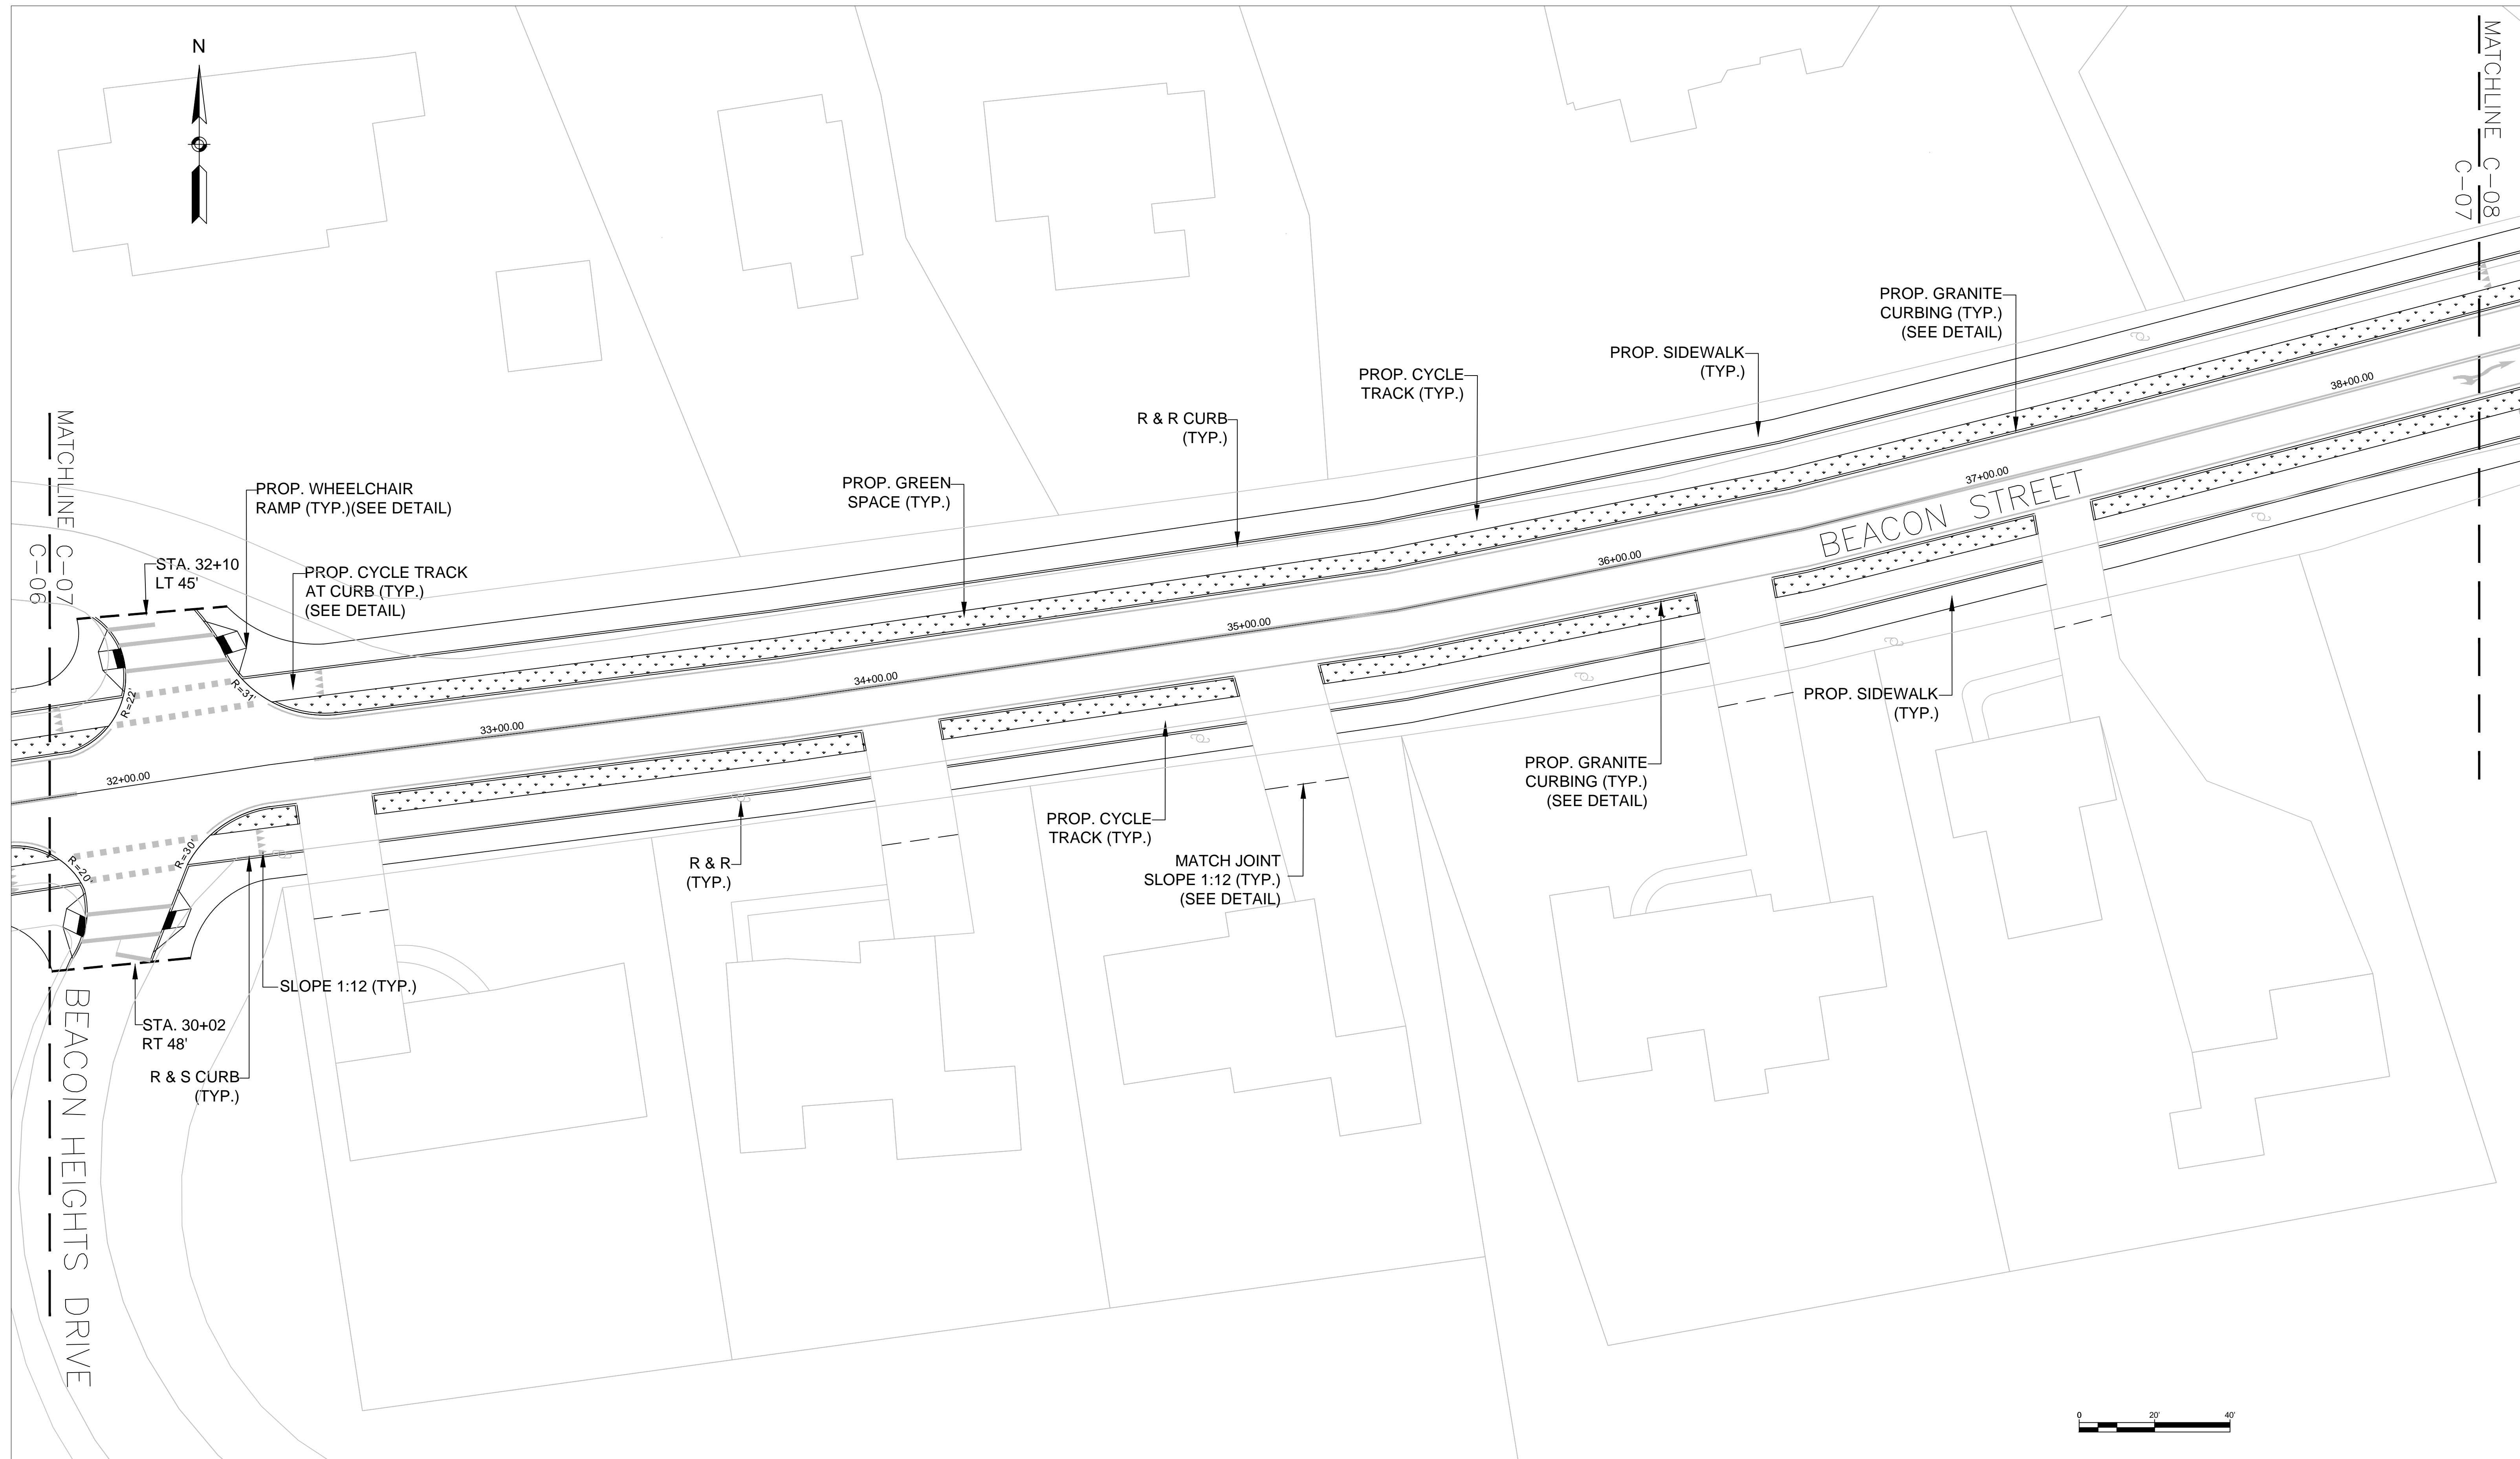 N
MATCHLINE C-08
C-07
PROP. GRANITE
CURBING (TYP.)
(SEE DETAIL)
PROP. SIDEWALK
(TYP.)
PROP. CYCLE
TRACK (TYP.)
R & R CURB
(TYP.)
PROP. GREEN
SPACE (TYP.)
MATCHLINE C-07
C-06
PROP. WHEELCHAIR
RAMP (TYP.)(SEE DETAIL)
STA. 32+10
LT 45'
PROP. CYCLE TRACK
AT CURB (TYP.)
(SEE DETAIL)
R=31'
R=22'
32+00.00
33+00.00
34+00.00
35+00.00
36+00.00
37+00.00
38+00.00
BEACON STREET
PROP. SIDEWALK
(TYP.)
PROP. GRANITE
CURBING (TYP.)
(SEE DETAIL)
PROP. CYCLE
TRACK (TYP.)
MATCH JOINT
SLOPE 1:12 (TYP.)
(SEE DETAIL)
R & R
(TYP.)
R=20'
R=30'
SLOPE 1:12 (TYP.)
STA. 30+02
RT 48'
R & S CURB
(TYP.)
BEACON HEIGHTS DRIVE
0 20' 40'